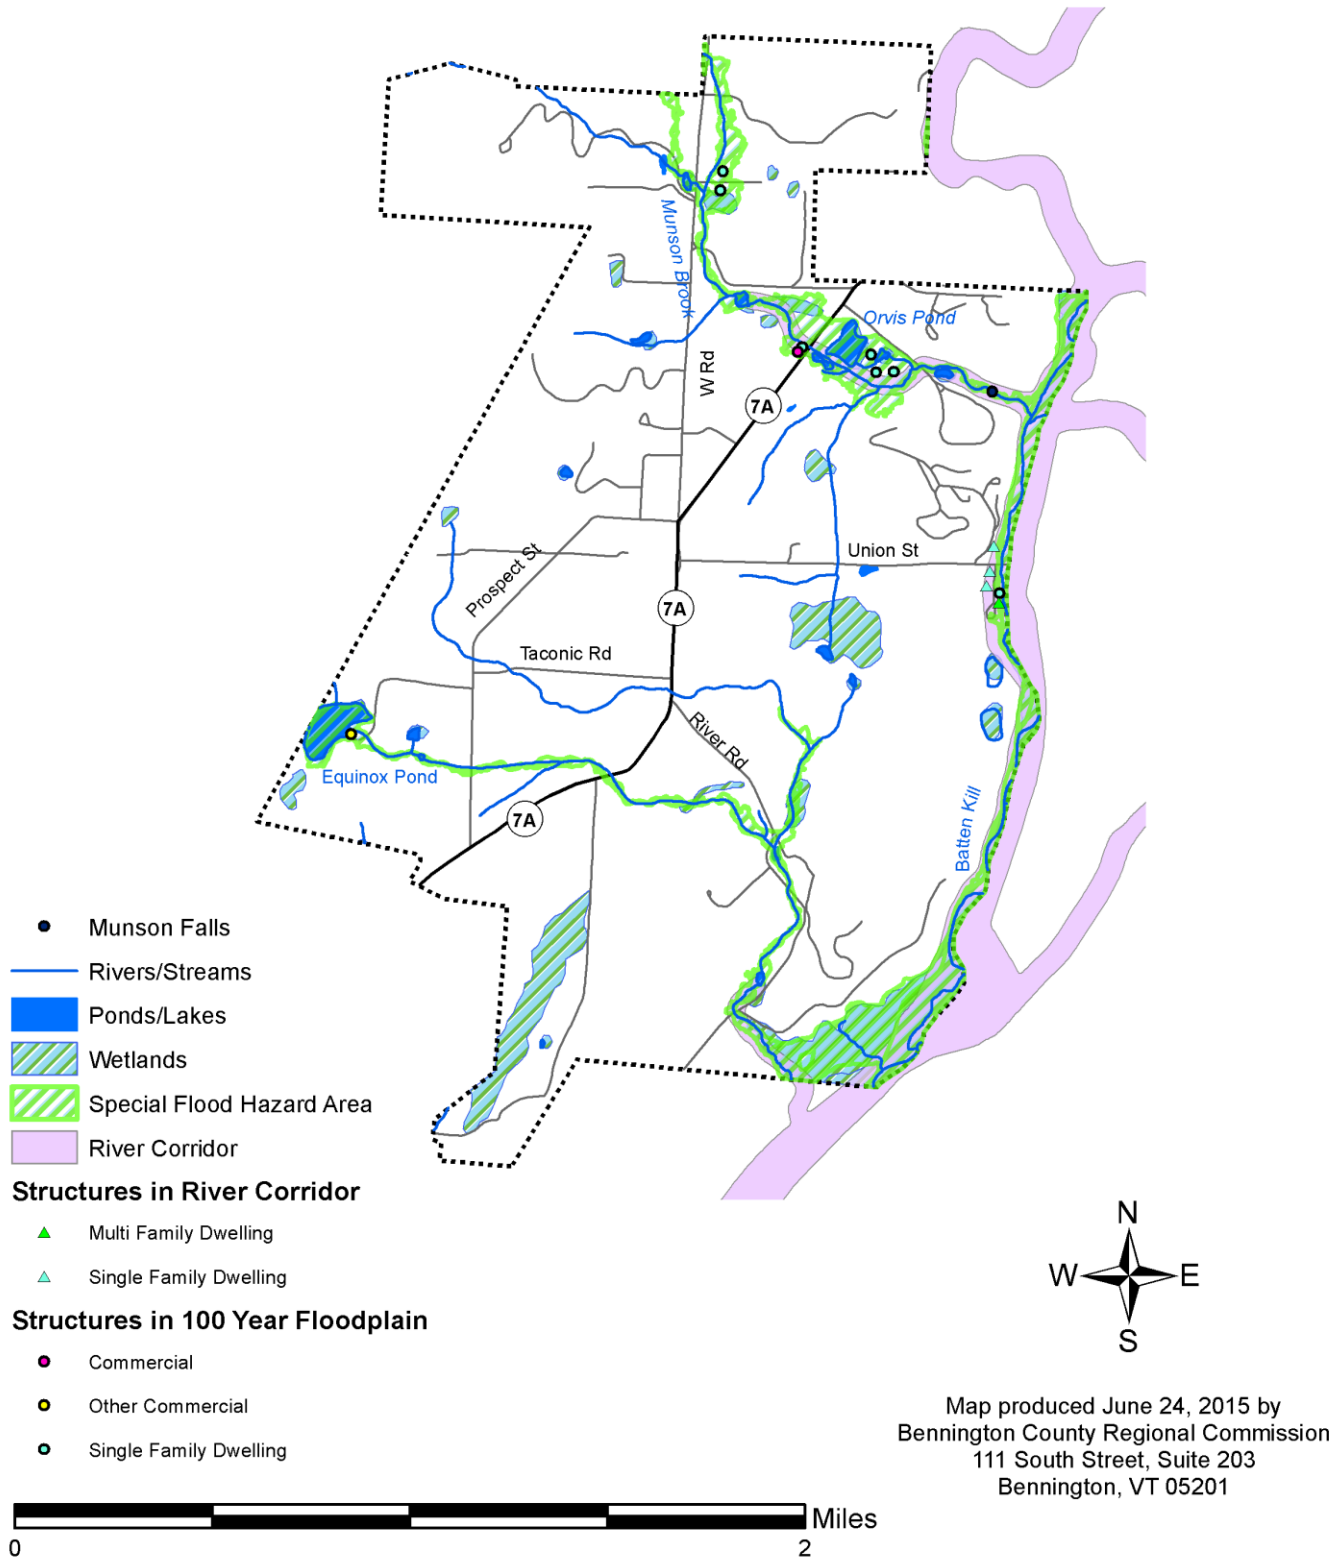 Munson Brook
Orvis Pond
W Rd
7A
Union St
Prospect St
7A
Taconic Rd
River Rd
Equinox Pond
7A
Batten Kill
Munson Falls
Rivers/Streams
Ponds/Lakes
Wetlands
Special Flood Hazard Area
River Corridor
Structures in River Corridor
Multi Family Dwelling
Single Family Dwelling
Structures in 100 Year Floodplain
Commercial
Other Commercial
Single Family Dwelling
N
W E
S
Map produced June 24, 2015 by
Bennington County Regional Commission
111 South Street, Suite 203
Bennington, VT 05201
Miles
0 2